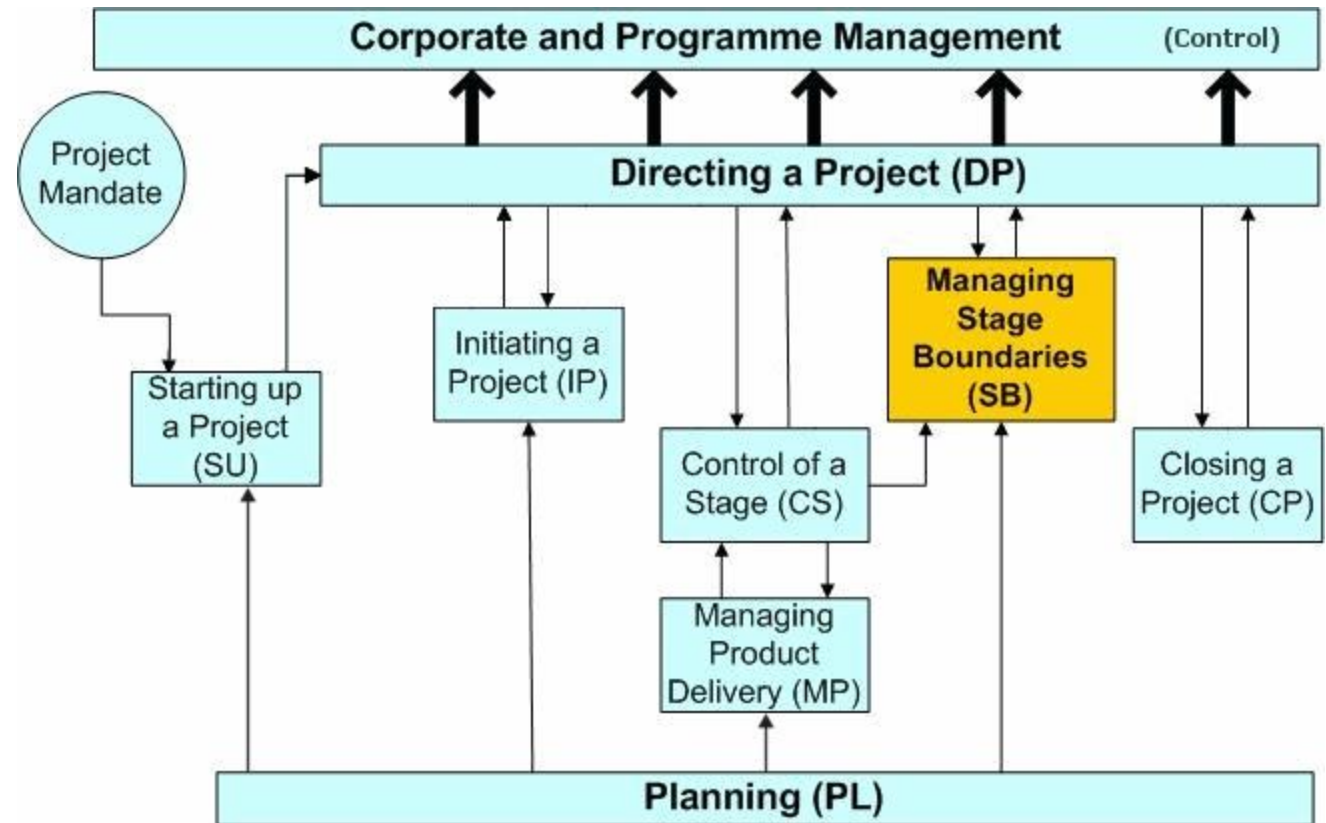 Corporate and Programme Management (Control)
Project
Mandate
Directing a Project (DP)
Managing
Stage
Boundaries
(SB)
Initiating a
Project (IP)
Starting up
a Project
(SU)
Control of a
Stage (CS)
Closing a
Project (CP)
Managing
Product
Delivery (MP)
Planning (PL)